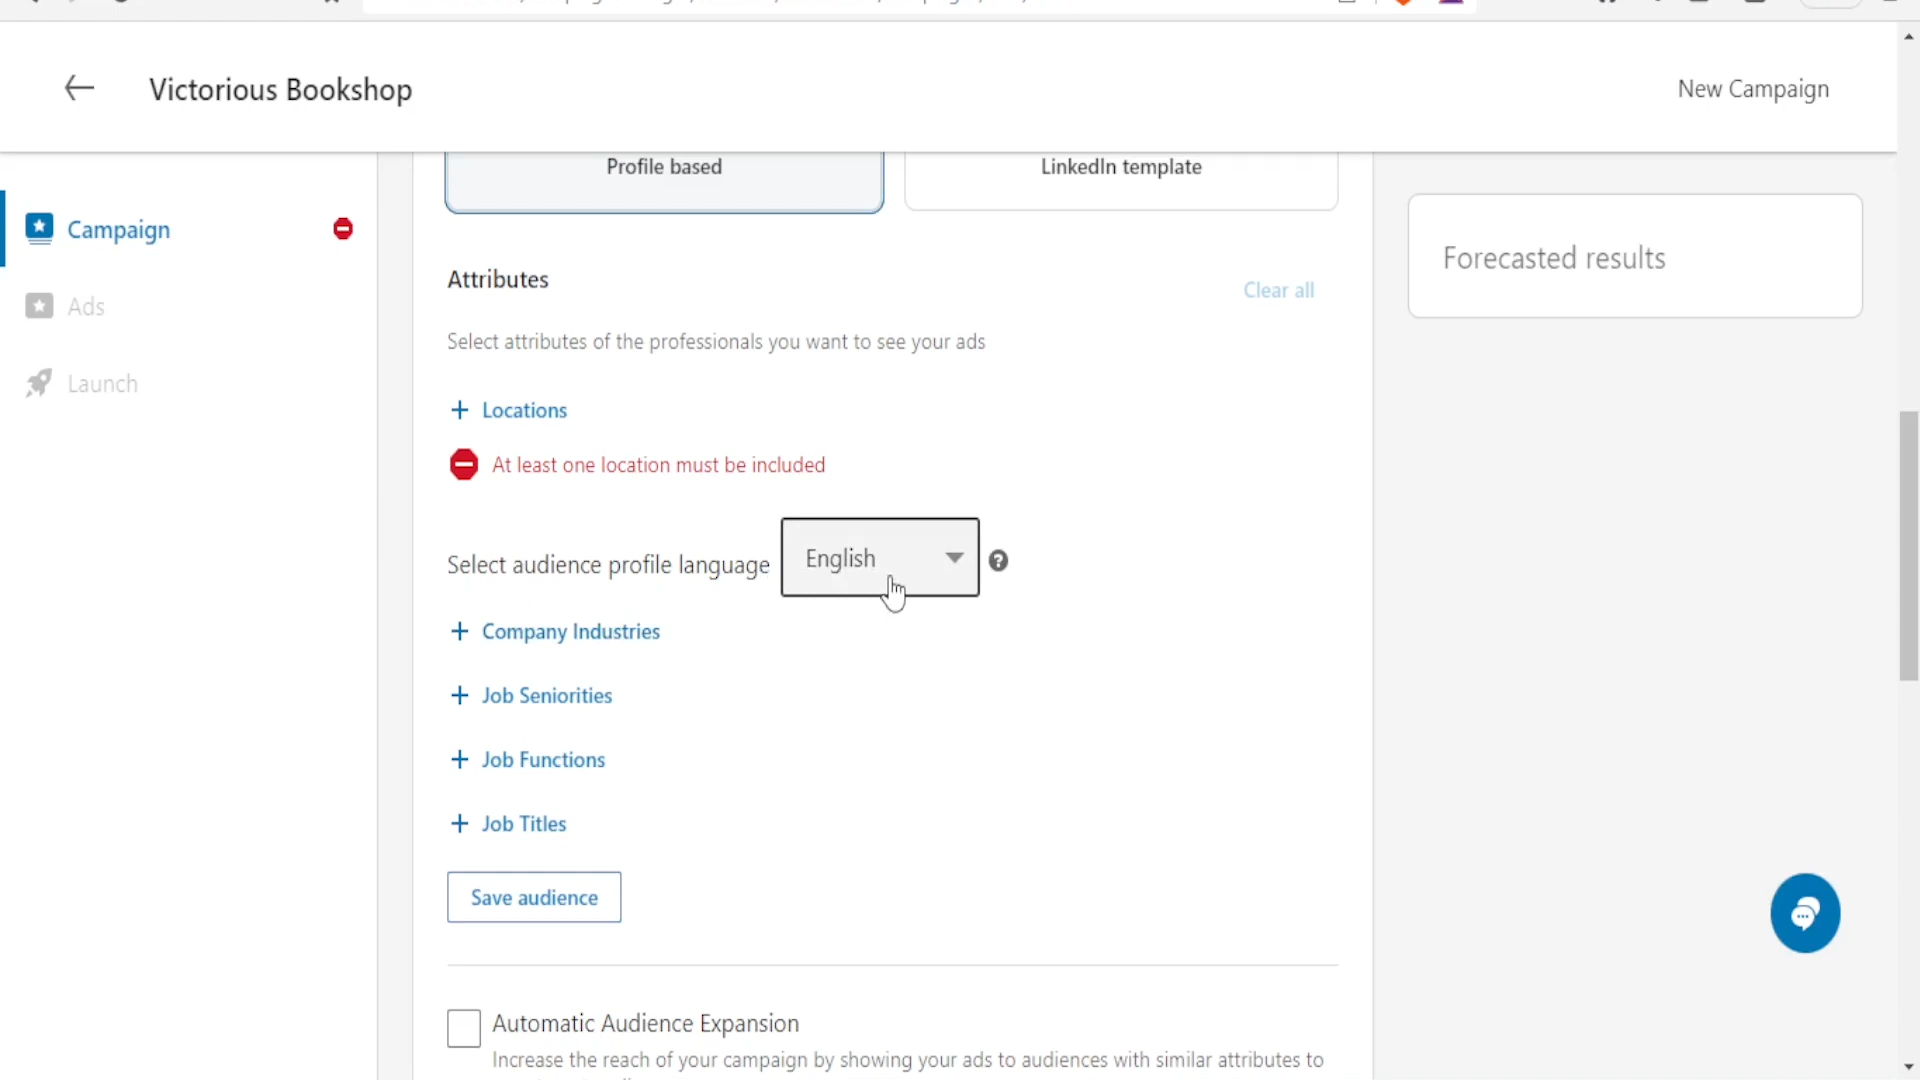 Victorious Bookshop
New Campaign
Profile based
LinkedIn template
Campaign
Ads
Launch
Forecasted results
Attributes
Clear all
Select attributes of the professionals you want to see your ads
+ Locations
At least one location must be included
Select audience profile language English ?
+ Company Industries
+ Job Seniorities
+ Job Functions
+ Job Titles
Save audience
Automatic Audience Expansion
Increase the reach of your campaign by showing your ads to audiences with similar attributes to